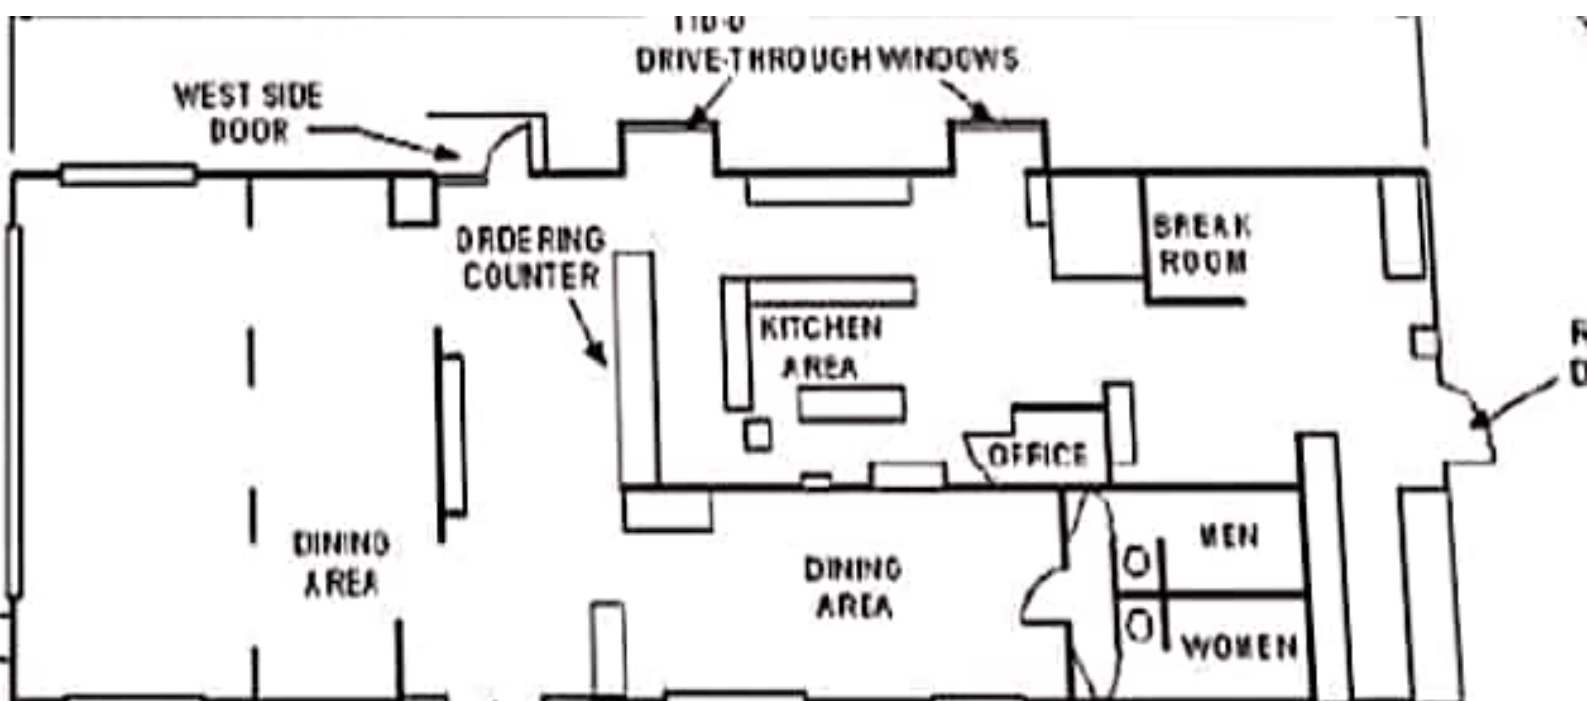 DRIVE-THROUGH WINDOWS
WEST SIDE
DOOR
ORDERING
COUNTER
BREAK
ROOM
KITCHEN
AREA
OFFICE
DINING
AREA
DINING
AREA
MEN
WOMEN